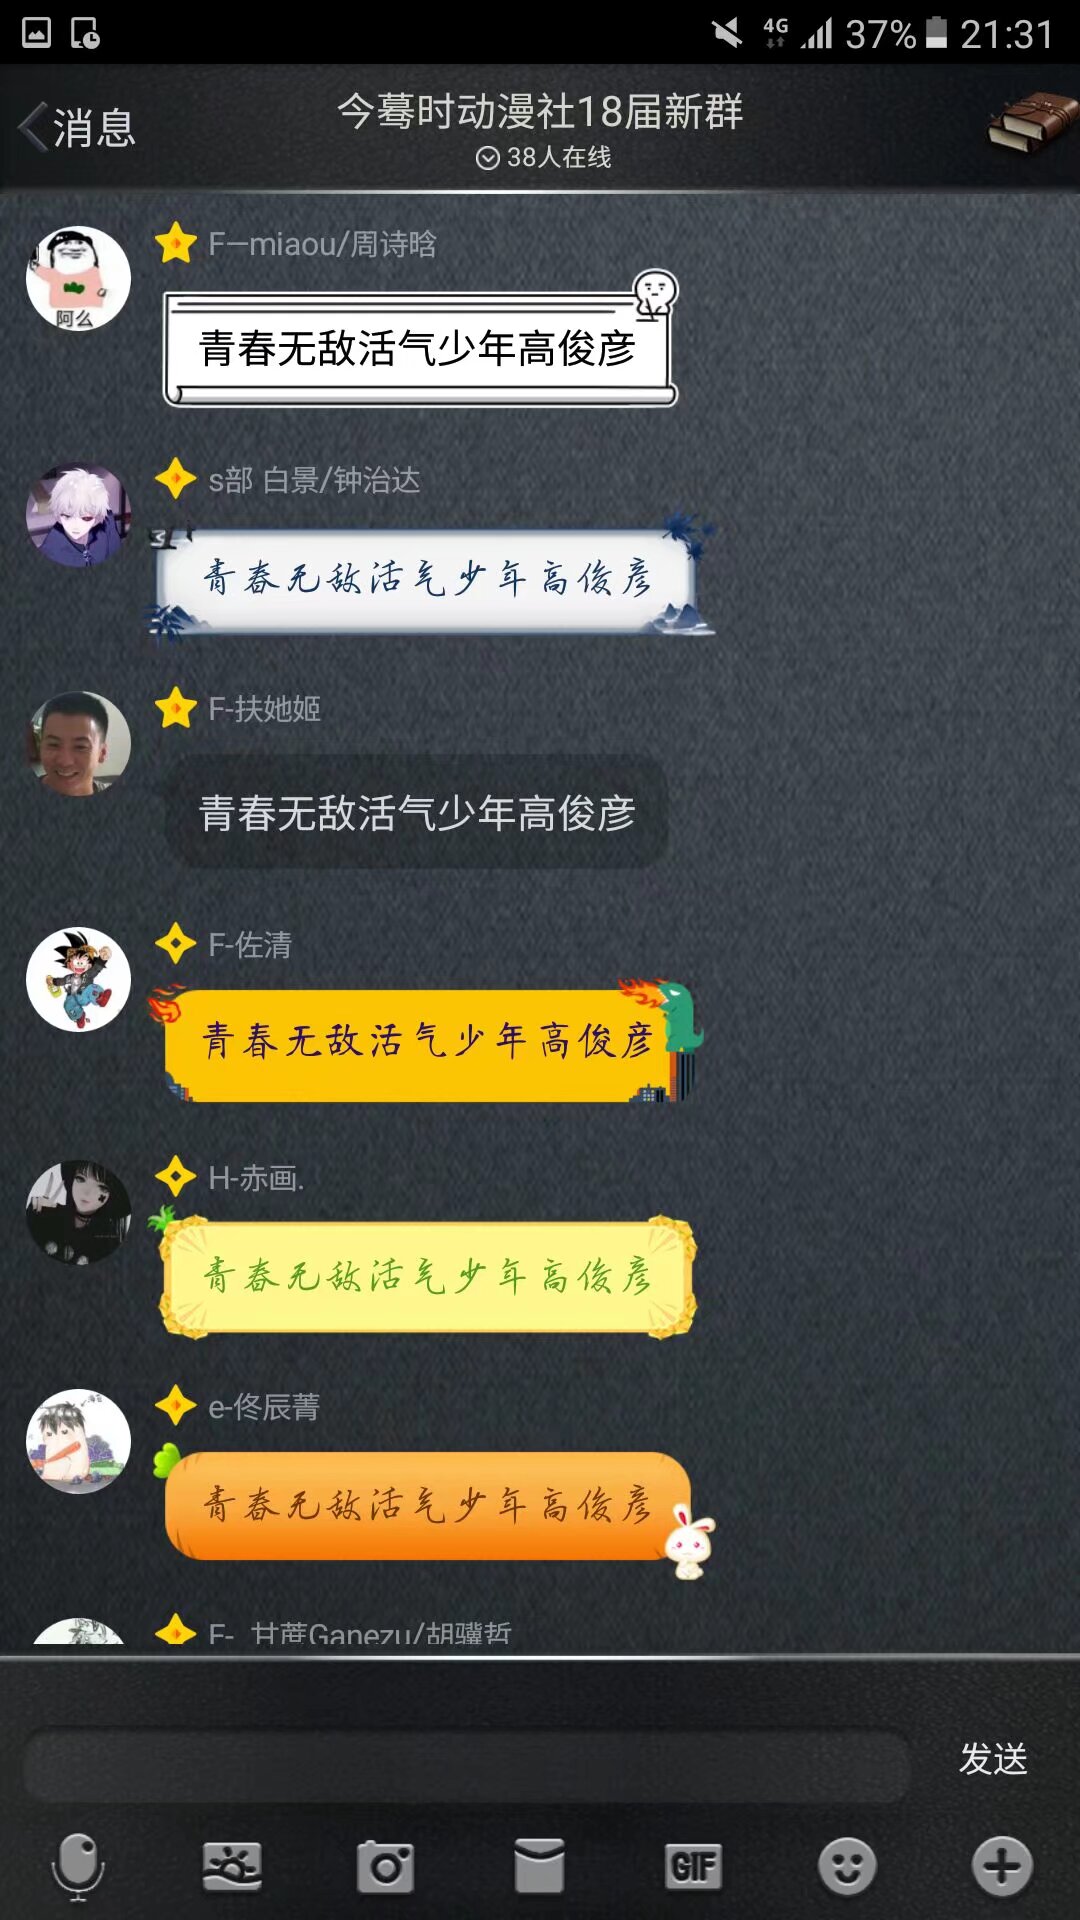 4G 37% 21:31
消息
今蓦时动漫社18届新群
38人在线
F—miaou/周诗晗
阿么
青春无敌活气少年高俊彦
s部 白景/钟治达
青春无敌活气少年高俊彦
F-扶她姬
青春无敌活气少年高俊彦
F-佐清
青春无敌活气少年高俊彦
H-赤画.
青春无敌活气少年高俊彦
e-佟辰菁
青春无敌活气少年高俊彦
F- 甘蔗Ganezu/胡骥哲
发送
GIF